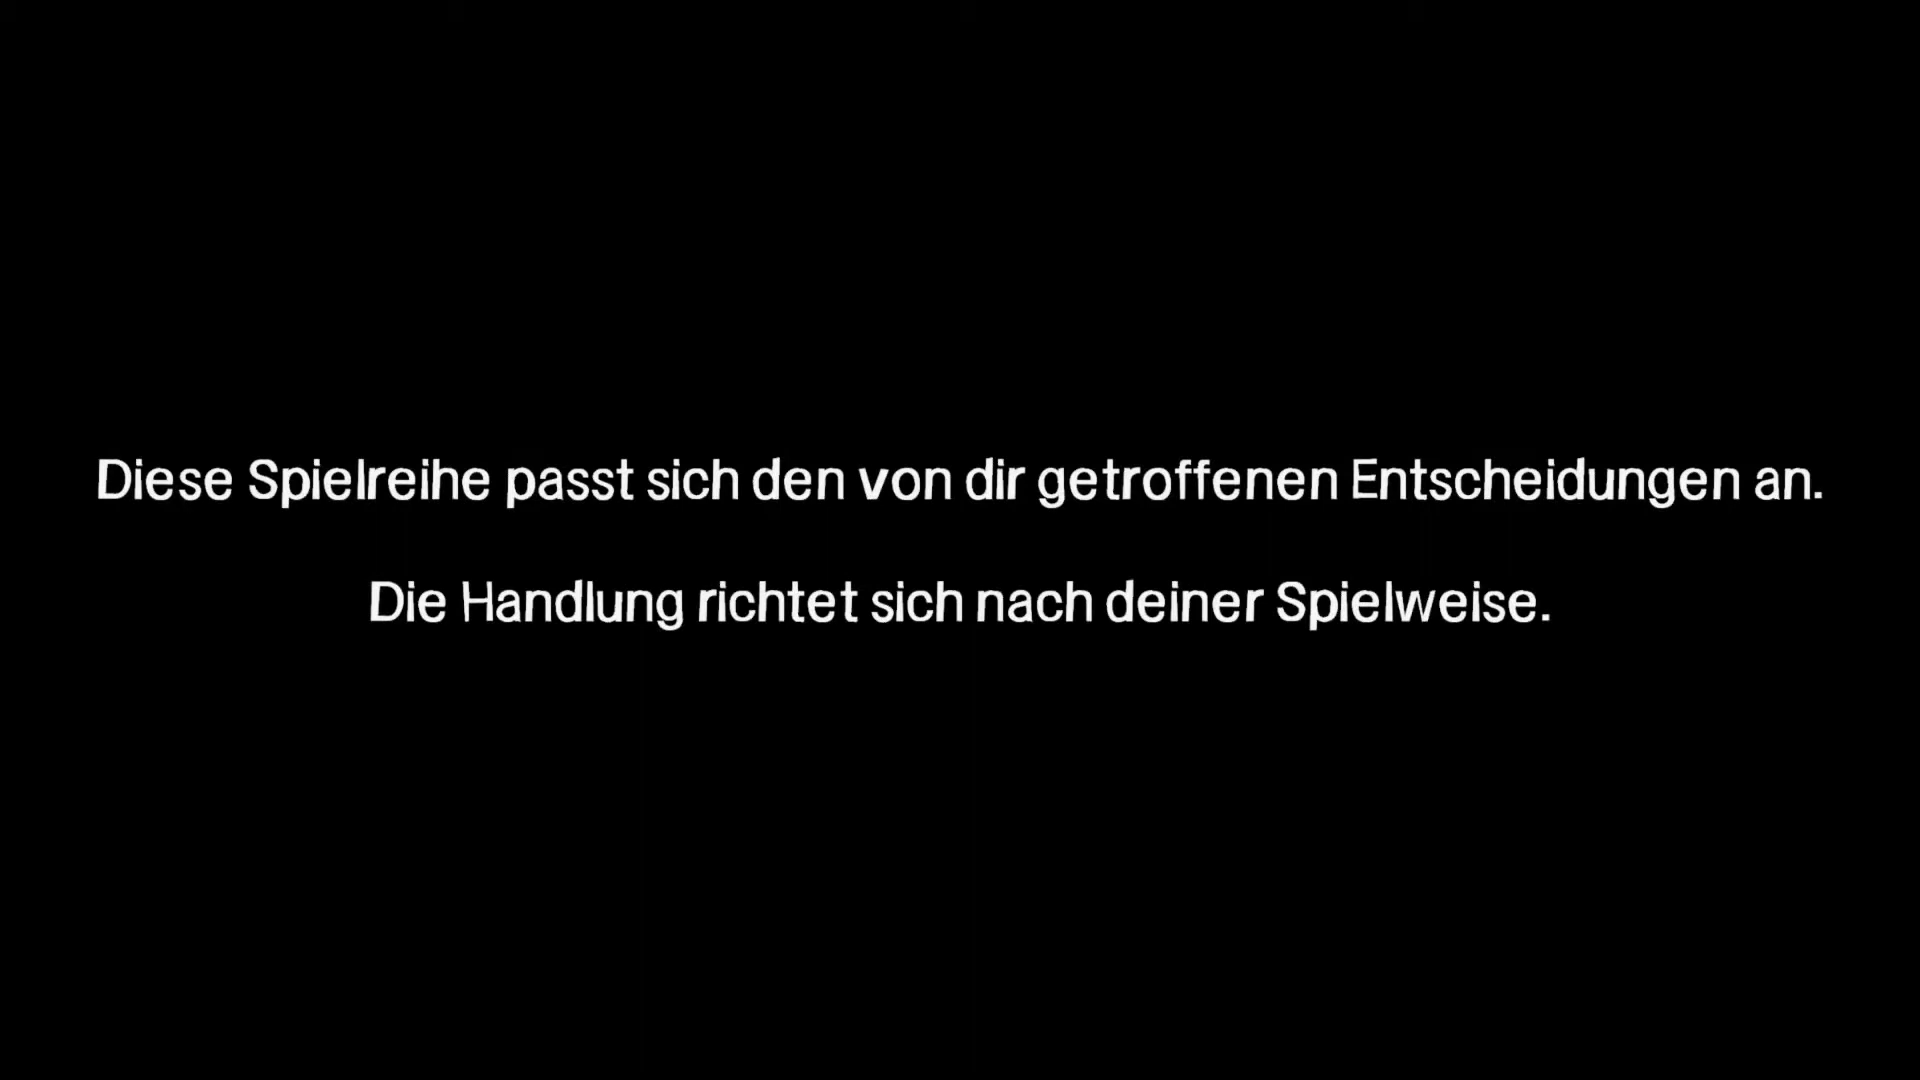 Diese Spielreihe passt sich den von dir getroffenen Entscheidungen an.
Die Handlung richtet sich nach deiner Spielweise.